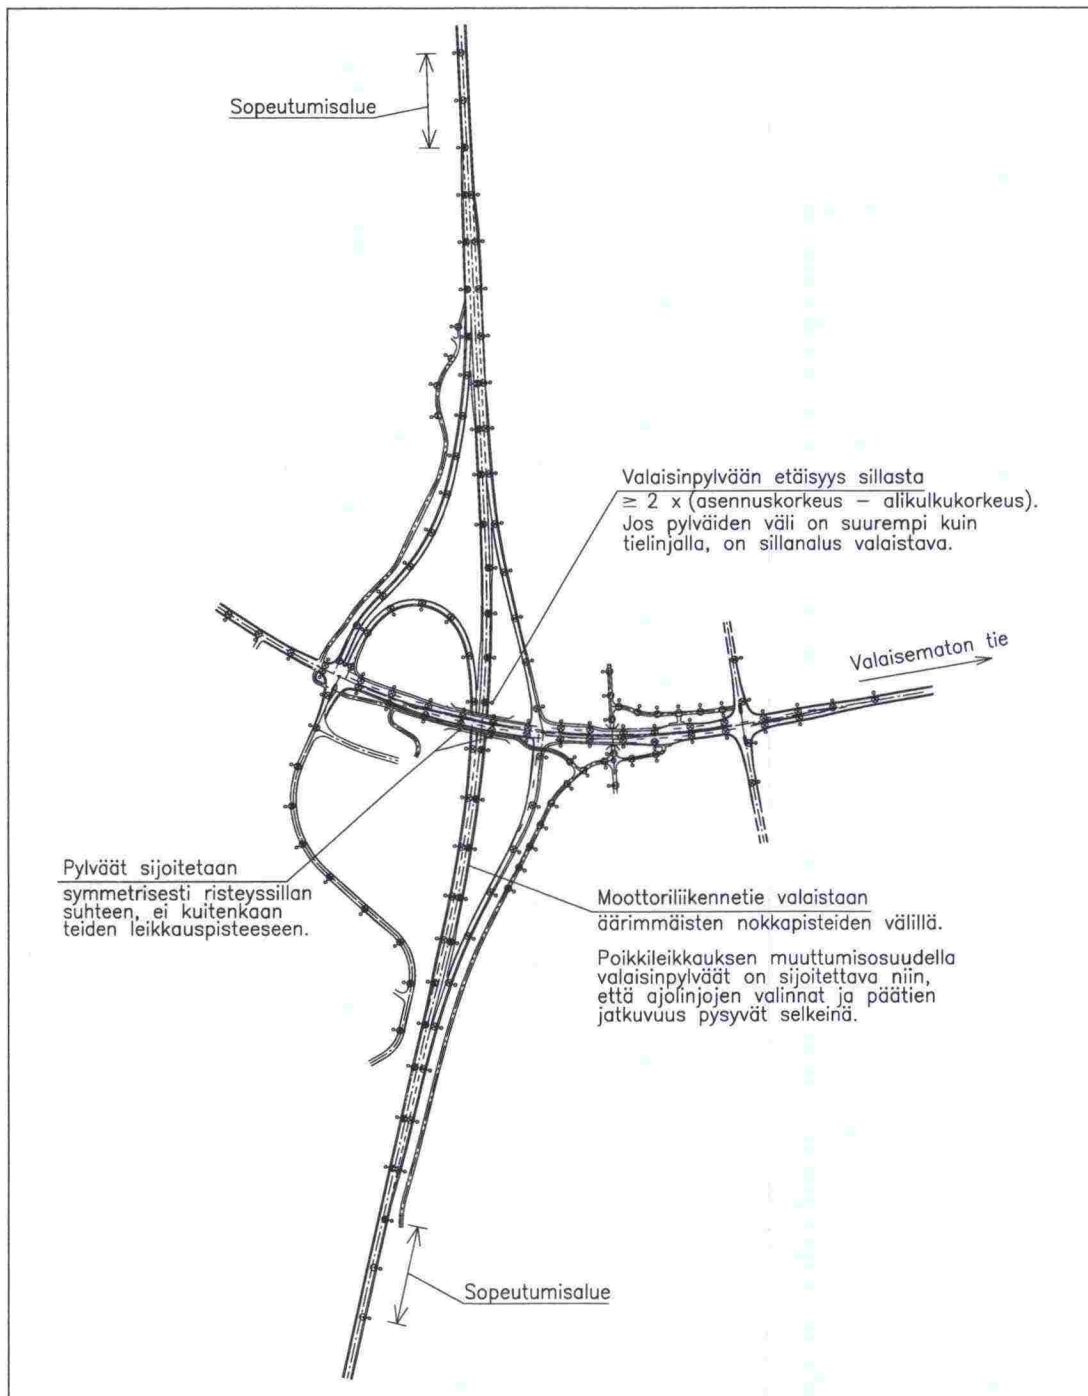 Sopeutumisalue
Valaisinpylvään etäisyys sillasta
≥ 2 x (asennuskorkeus – alikulkukorkeus).
Jos pylväiden väli on suurempi kuin
tielinjalla, on sillanalus valaistava.
Valaisematon tie
Pylväät sijoitetaan
symmetrisesti risteyssillan
suhteen, ei kuitenkaan
teiden leikkauspisteeseen.
Moottoriliikennetie valaistaan
äärimmäisten nokkapisteiden välillä.
Poikkileikkauksen muuttumisosuudella
valaisinpylväät on sijoitettava niin,
että ajolinjojen valinnat ja päätien
jatkuvuus pysyvät selkeinä.
Sopeutumisalue